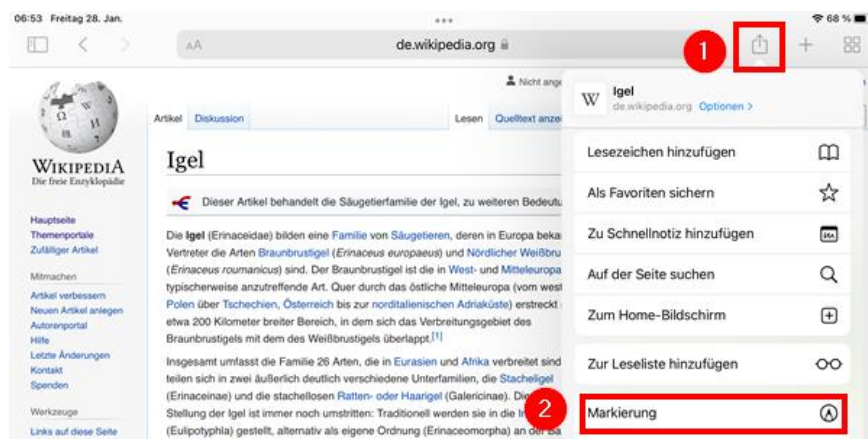 06:53 Freitag 28. Jan.
68 %
AA
de.wikipedia.org
1
Nicht ange
W
Igel
de.wikipedia.org Optionen >
Artikel Diskussion
Lesen Quelltext anzei
Lesezeichen hinzufügen
Als Favoriten sichern
Zu Schnellnotiz hinzufügen
Auf der Seite suchen
Zum Home-Bildschirm
Zur Leseliste hinzufügen
2
Markierung
WIKIPEDIA
Die freie Enzyklopädie
Hauptseite
Themenportale
Zufälliger Artikel
Mitmachen
Artikel verbessern
Neuen Artikel anlegen
Autorenportal
Hilfe
Letzte Änderungen
Kontakt
Spenden
Werkzeuge
Links auf diese Seite
Igel
Dieser Artikel behandelt die Säugetierfamilie der Igel, zu weiteren Bedeutu
Die Igel (Erinaceidae) bilden eine Familie von Säugetieren, deren in Europa beka
Vertreter die Arten Braunbrustigel (Erinaceus europaeus) und Nördlicher Weißbru
(Erinaceus roumanicus) sind. Der Braunbrustigel ist die in West- und Mitteleuropa
typischerweise anzutreffende Art. Quer durch das östliche Mitteleuropa (vom west
Polen über Tschechien, Österreich bis zur norditalienischen Adriaküste) erstreckt
etwa 200 Kilometer breiter Bereich, in dem sich das Verbreitungsgebiet des
Braunbrustigels mit dem des Weißbrustigels überlappt.[1]
Insgesamt umfasst die Familie 26 Arten, die in Eurasien und Afrika verbreitet sind
teilen sich in zwei äußerlich deutlich verschiedene Unterfamilien, die Stacheligel
(Erinaceinae) und die stachellosen Ratten- oder Haarigel (Galericinae). Die
Stellung der Igel ist immer noch umstritten: Traditionell werden sie in die
(Eulipotyphla) gestellt, alternativ als eigene Ordnung (Erinaceomorpha) an